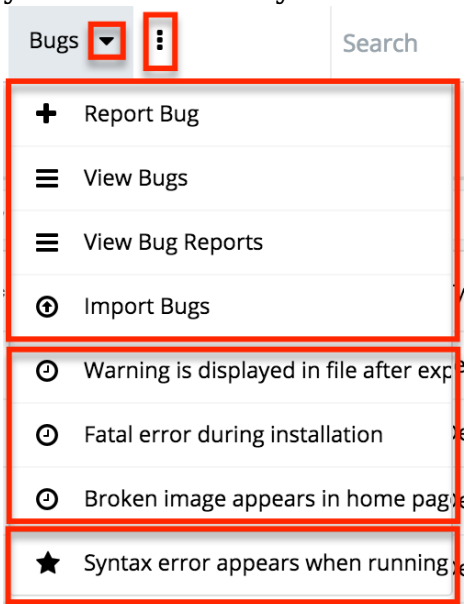 Bugs
Search
Report Bug
View Bugs
View Bug Reports
Import Bugs
Warning is displayed in file after exp
Fatal error during installation
Broken image appears in home pag
Syntax error appears when running